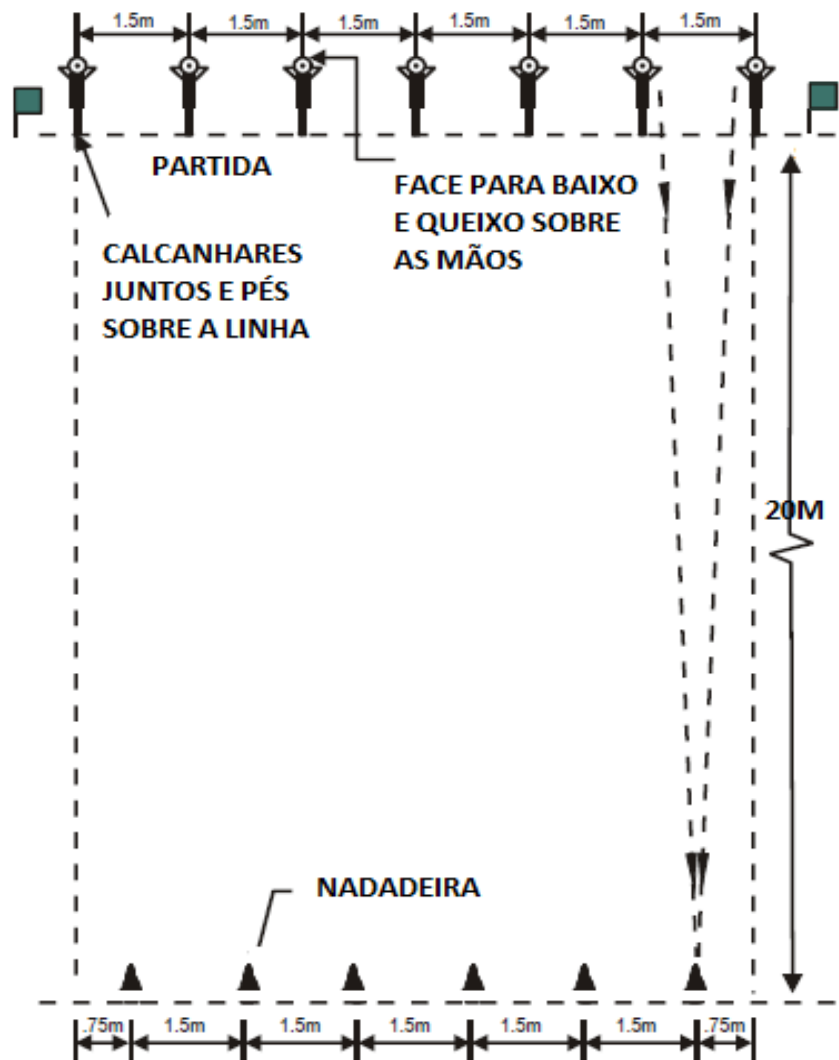 1.5m 1.5m 1.5m 1.5m 1.5m 1.5m
PARTIDA
FACE PARA BAIXO
E QUEIXO SOBRE
AS MÃOS
CALCANHARES
JUNTOS E PÉS
SOBRE A LINHA
20M
NADADEIRA
.75m 1.5m 1.5m 1.5m 1.5m 1.5m .75m